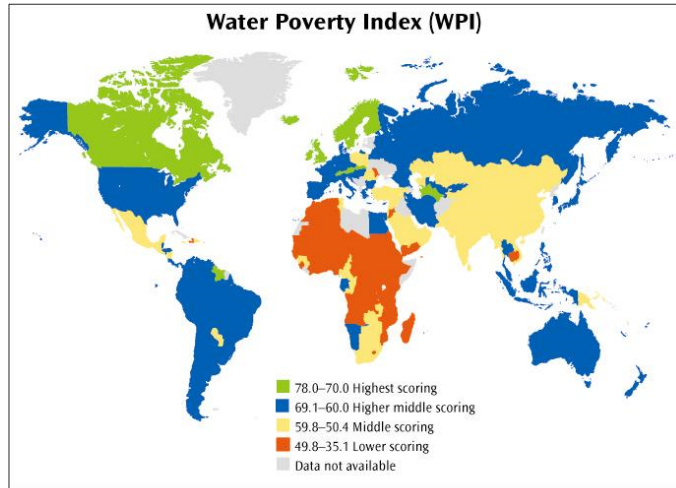 Water Poverty Index (WPI)
78.0–70.0 Highest scoring
69.1–60.0 Higher middle scoring
59.8–50.4 Middle scoring
49.8–35.1 Lower scoring
Data not available